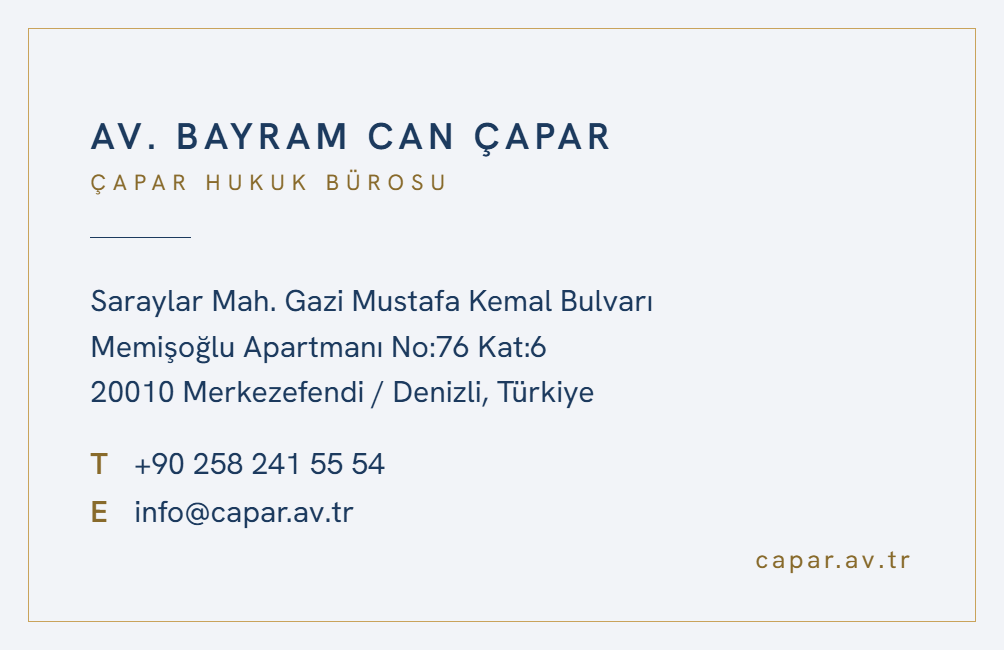 AV. BAYRAM CAN ÇAPAR
ÇAPAR HUKUK BÜROSU
Saraylar Mah. Gazi Mustafa Kemal Bulvarı
Memişoğlu Apartmanı No:76 Kat:6
20010 Merkezefendi / Denizli, Türkiye
T +90 258 241 55 54
E info@capar.av.tr
capar.av.tr